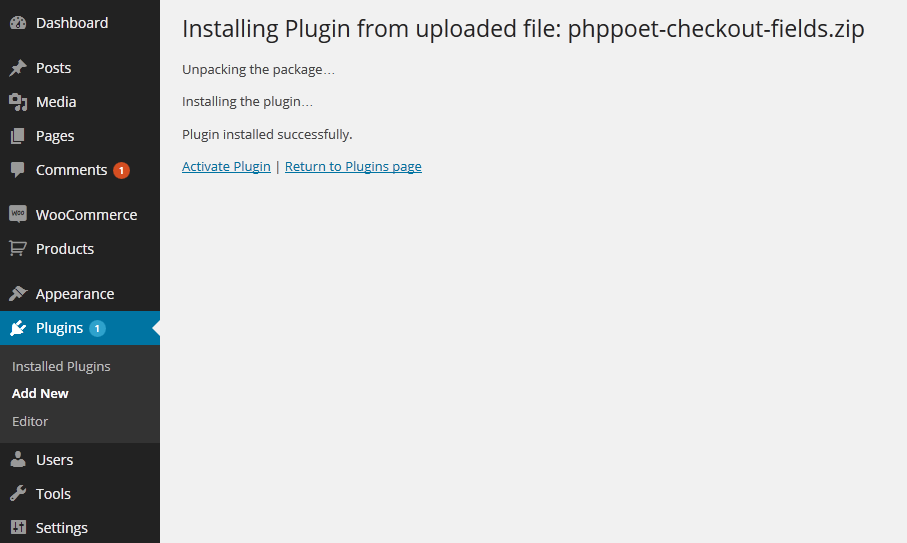 Dashboard
Posts
Media
Pages
Comments 1
WooCommerce
Products
Appearance
Plugins 1
Installed Plugins
Add New
Editor
Users
Tools
Settings
Installing Plugin from uploaded file: phppoet-checkout-fields.zip
Unpacking the package…
Installing the plugin…
Plugin installed successfully.
Activate Plugin | Return to Plugins page